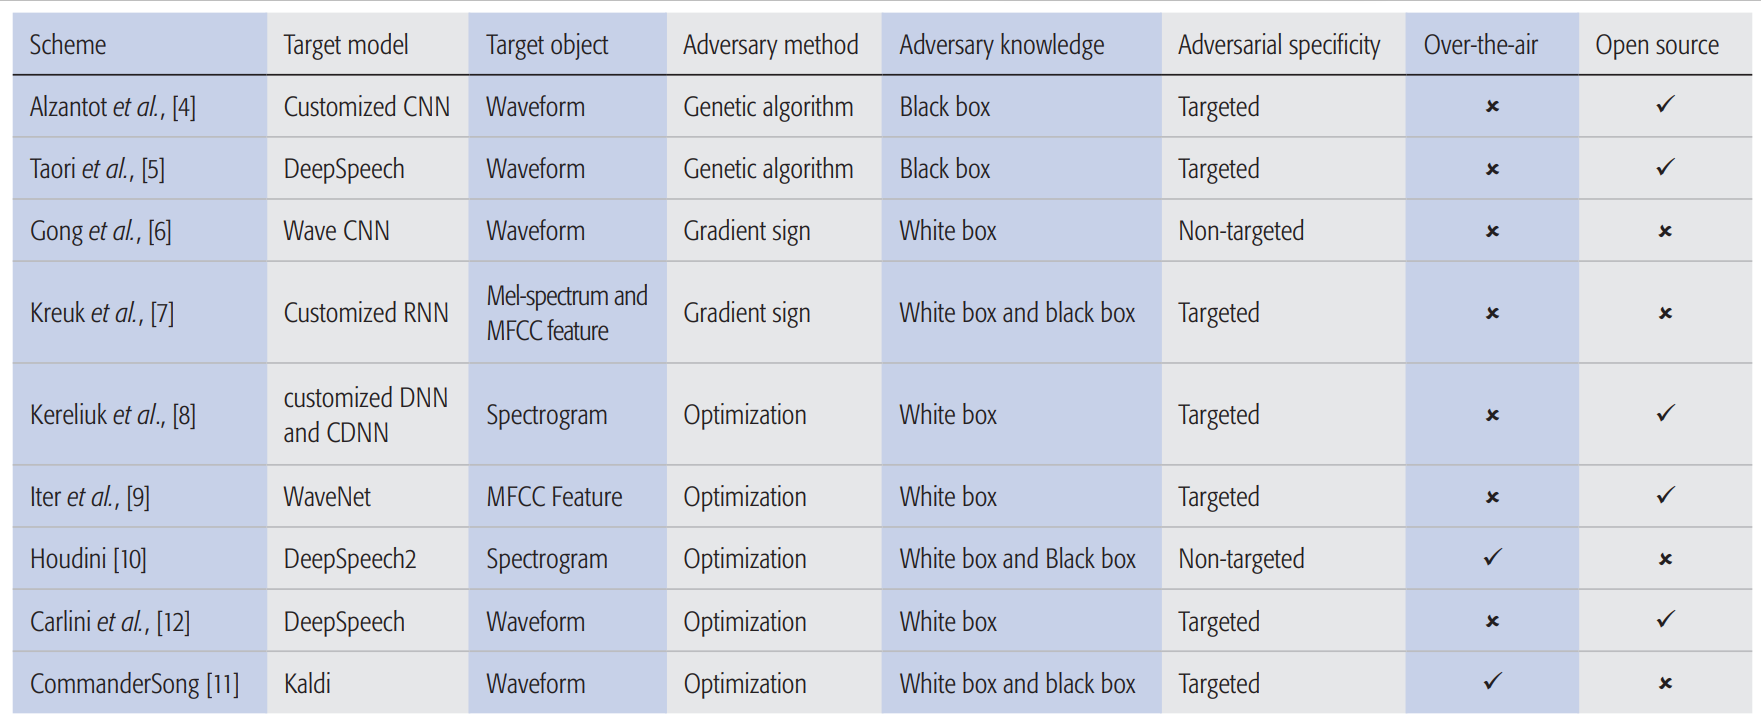 Scheme Target model Target object Adversary method Adversary knowledge Adversarial specificity Over-the-air Open source
Alzantot et al., [4] Customized CNN Waveform Genetic algorithm Black box Targeted ✘ ✓
Taori et al., [5] DeepSpeech Waveform Genetic algorithm Black box Targeted ✘ ✓
Gong et al., [6] Wave CNN Waveform Gradient sign White box Non-targeted ✘ ✘
Kreuk et al., [7] Customized RNN Mel-spectrum and MFCC feature Gradient sign White box and black box Targeted ✘ ✘
Kereliuk et al., [8] customized DNN and CDNN Spectrogram Optimization White box Targeted ✘ ✓
Iter et al., [9] WaveNet MFCC Feature Optimization White box Targeted ✘ ✓
Houdini [10] DeepSpeech2 Spectrogram Optimization White box and Black box Non-targeted ✓ ✘
Carlini et al., [12] DeepSpeech Waveform Optimization White box Targeted ✘ ✓
CommanderSong [11] Kaldi Waveform Optimization White box and black box Targeted ✓ ✘